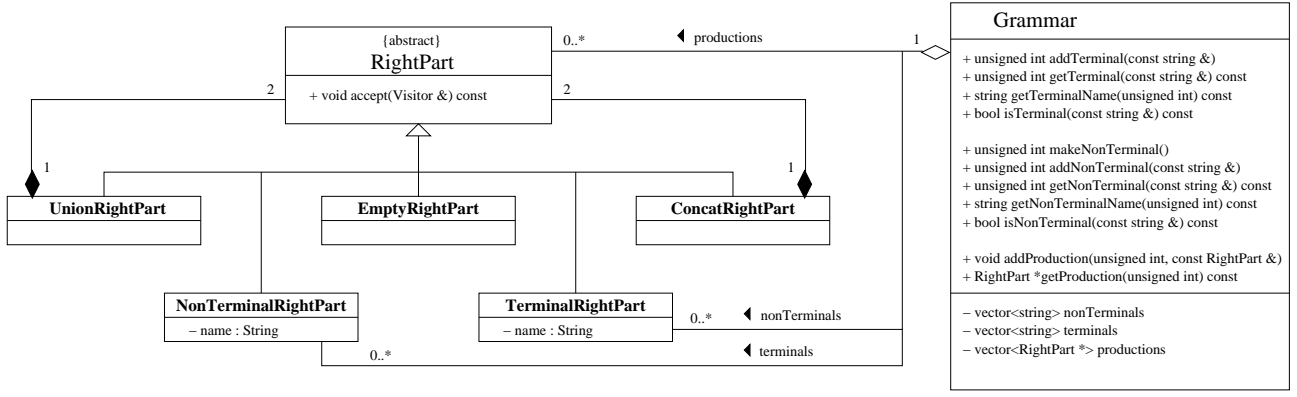 {abstract}
RightPart
+ void accept(Visitor &) const
0..*
productions
1
2
2
1
1
UnionRightPart
EmptyRightPart
ConcatRightPart
NonTerminalRightPart
– name : String
TerminalRightPart
– name : String
0..*
nonTerminals
0..*
terminals
Grammar
+ unsigned int addTerminal(const string &)
+ unsigned int getTerminal(const string &) const
+ string getTerminalName(unsigned int) const
+ bool isTerminal(const string &) const
+ unsigned int makeNonTerminal()
+ unsigned int addNonTerminal(const string &)
+ unsigned int getNonTerminal(const string &) const
+ string getNonTerminalName(unsigned int) const
+ bool isNonTerminal(const string &) const
+ void addProduction(unsigned int, const RightPart &)
+ RightPart *getProduction(unsigned int) const
– vector<string> nonTerminals
– vector<string> terminals
– vector<RightPart *> productions